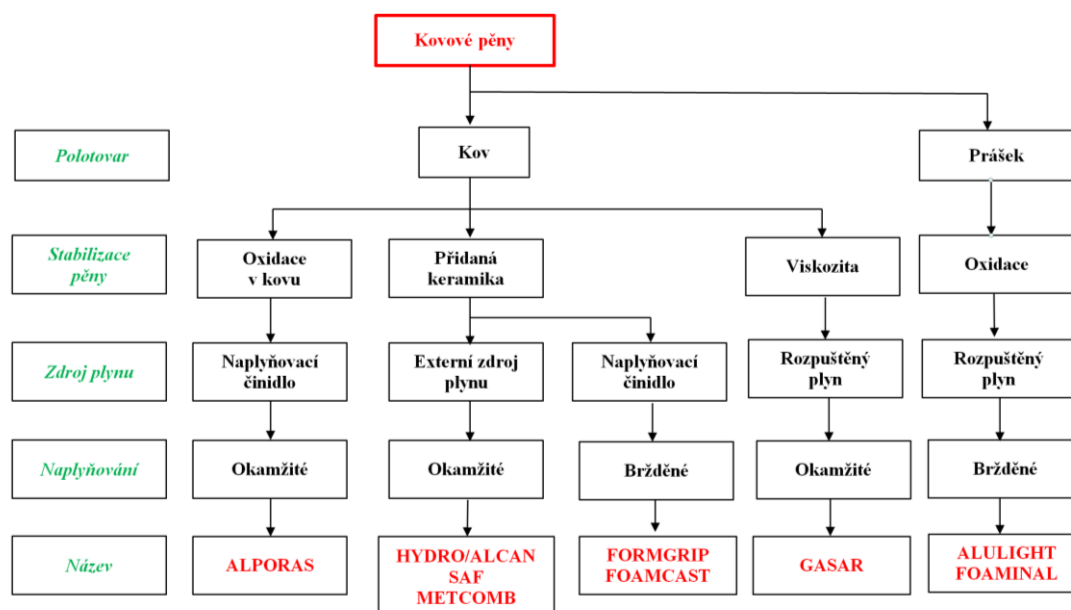 Kovové pěny
Polotovar
Kov
Prášek
Stabilizace
pěny
Oxidace
v kovu
Přidaná
keramika
Viskozita
Oxidace
Zdroj plynu
Naplyňovací
činidlo
Externí zdroj
plynu
Naplyňovací
činidlo
Rozpuštěný
plyn
Rozpuštěný
plyn
Naplyňování
Okamžité
Okamžité
Bržděné
Okamžité
Bržděné
Název
ALPORAS
HYDRO/ALCAN
SAF
METCOMB
FORMGRIP
FOAMCAST
GASAR
ALULIGHT
FOAMINAL